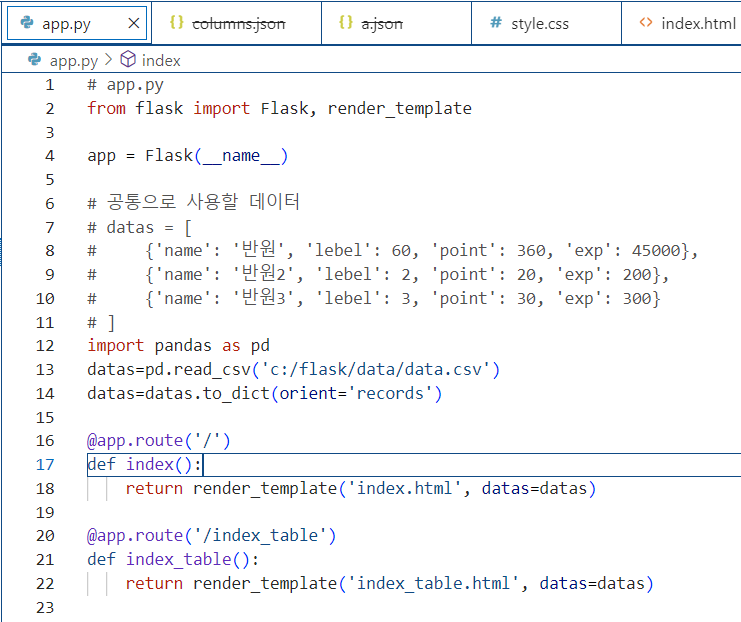 app.py
columns.json
a.json
style.css
index.html
app.py > index
1 # app.py
2 from flask import Flask, render_template
3
4 app = Flask(__name__)
5
6 # 공통으로 사용할 데이터
7 # datas = [
8 #     {'name': '반원', 'lebel': 60, 'point': 360, 'exp': 45000},
9 #     {'name': '반원2', 'lebel': 2, 'point': 20, 'exp': 200},
10 #     {'name': '반원3', 'lebel': 3, 'point': 30, 'exp': 300}
11 # ]
12 import pandas as pd
13 datas=pd.read_csv('c:/flask/data/data.csv')
14 datas=datas.to_dict(orient='records')
15
16 @app.route('/')
17 def index():
18     return render_template('index.html', datas=datas)
19
20 @app.route('/index_table')
21 def index_table():
22     return render_template('index_table.html', datas=datas)
23